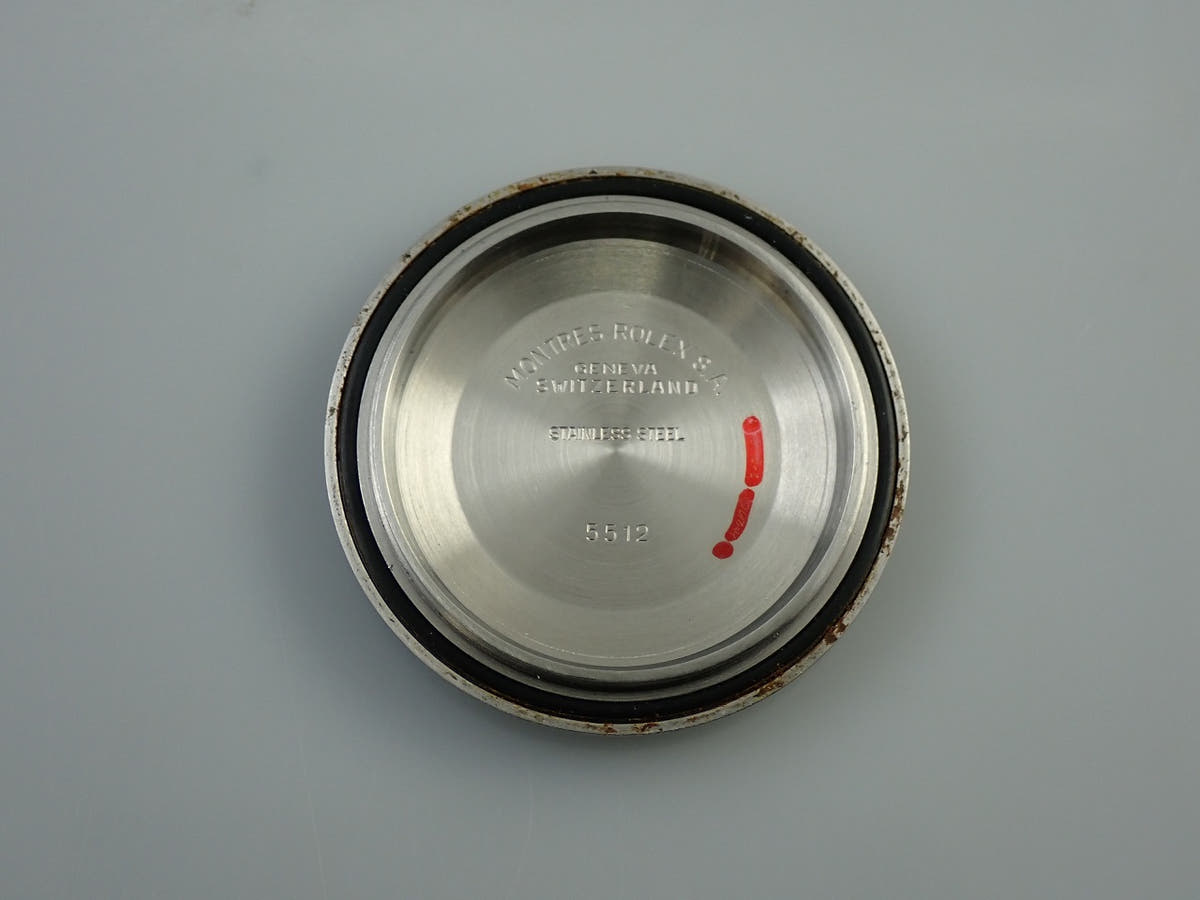 MONTRES ROLEX S.A.
GENEVA
SWITZERLAND
STAINLESS STEEL
5512